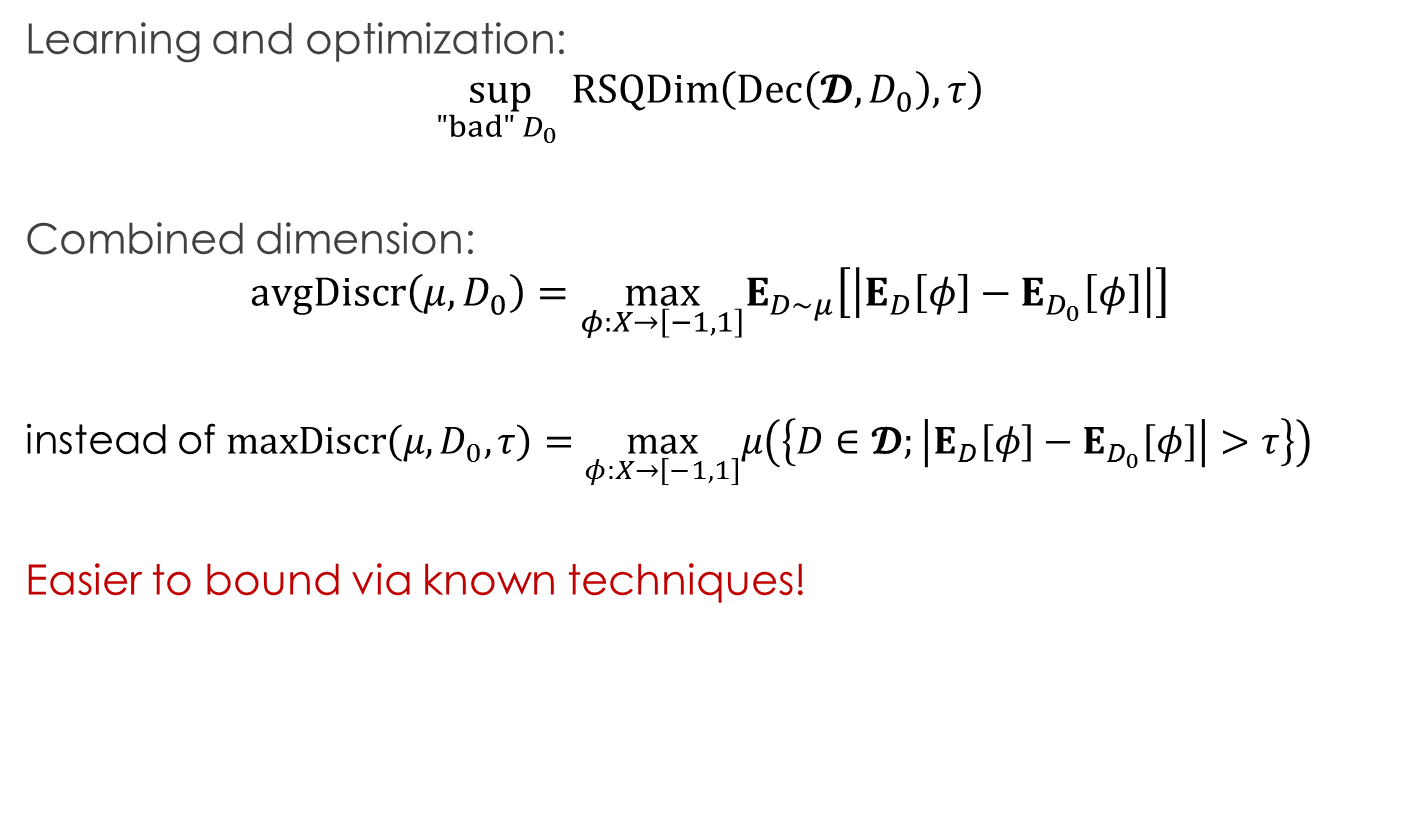 Learning and optimization:
sup RSQDim(Dec(𝓓, D₀), τ)
"bad" D₀
Combined dimension:
avgDiscr(μ, D₀) = max 𝐄_{D~μ}[|𝐄_D[ϕ] − 𝐄_{D₀}[ϕ]|]
ϕ:X→[−1,1]
instead of maxDiscr(μ, D₀, τ) = max μ({D ∈ 𝓓; |𝐄_D[ϕ] − 𝐄_{D₀}[ϕ]| > τ})
ϕ:X→[−1,1]
Easier to bound via known techniques!